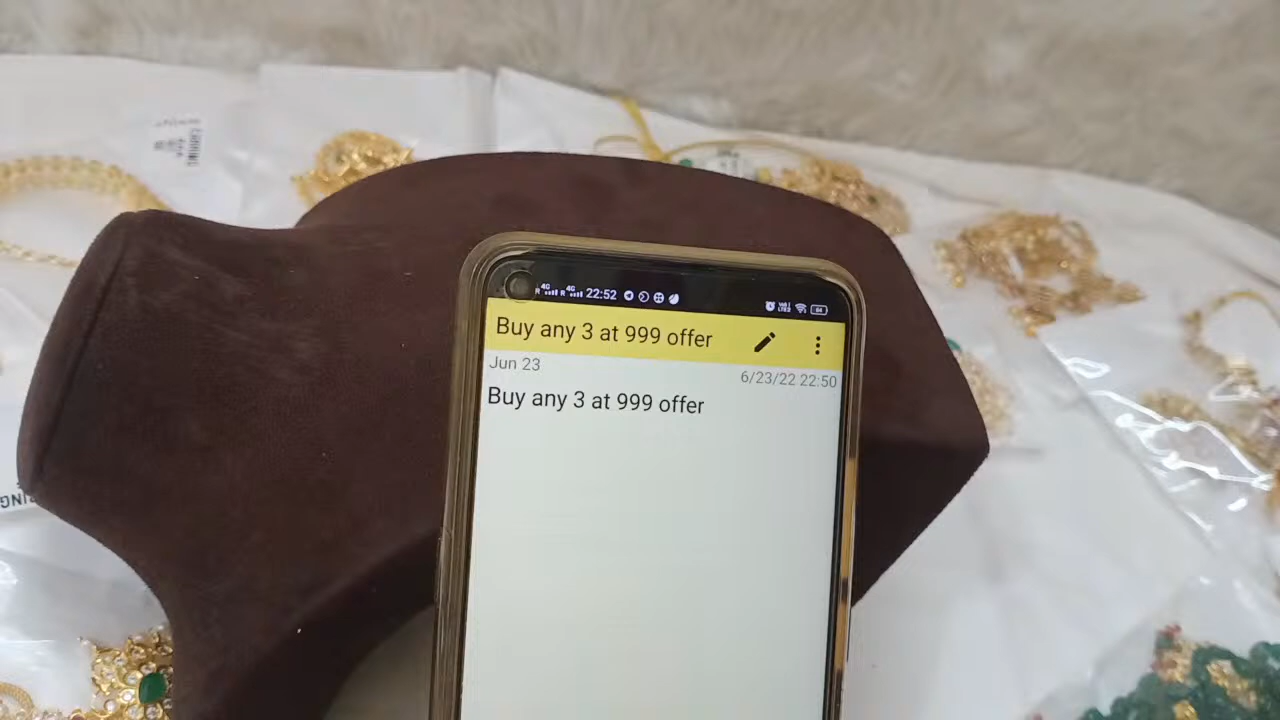 22:52
Buy any 3 at 999 offer
Jun 23
6/23/22 22:50
Buy any 3 at 999 offer